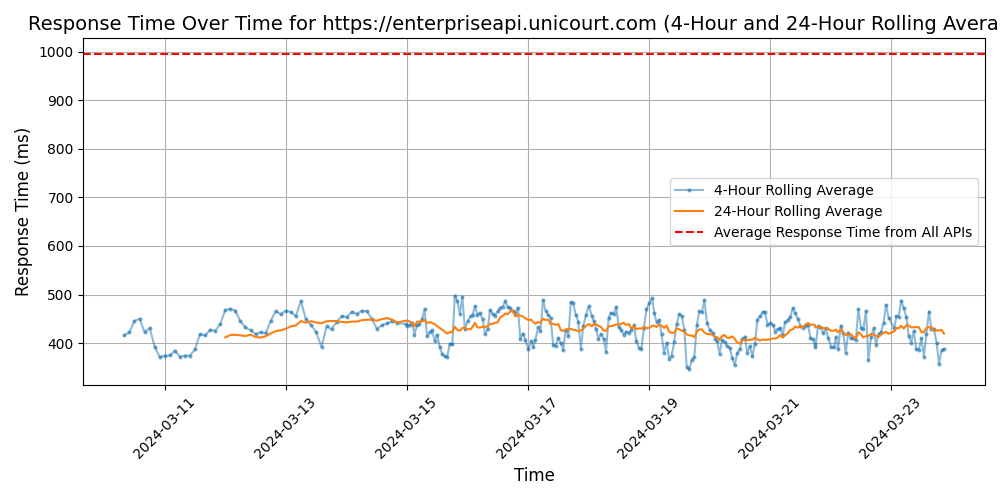 Response Time Over Time for https://enterpriseapi.unicourt.com (4-Hour and 24-Hour Rolling Avera
Response Time (ms)
1000
900
800
700
600
500
400
4-Hour Rolling Average
24-Hour Rolling Average
Average Response Time from All APIs
2024-03-11
2024-03-13
2024-03-15
2024-03-17
2024-03-19
2024-03-21
2024-03-23
Time